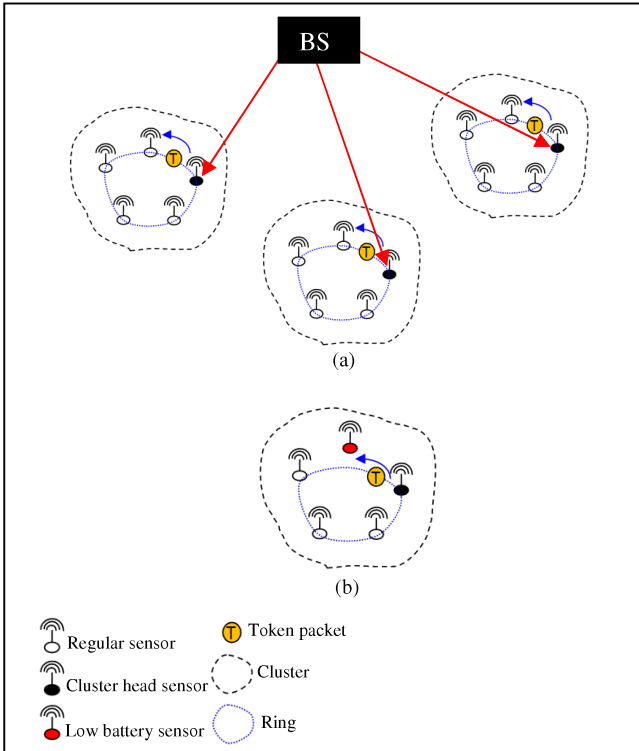 BS
T
T
T
(a)
T
(b)
Regular sensor
T Token packet
Cluster head sensor
Cluster
Low battery sensor
Ring